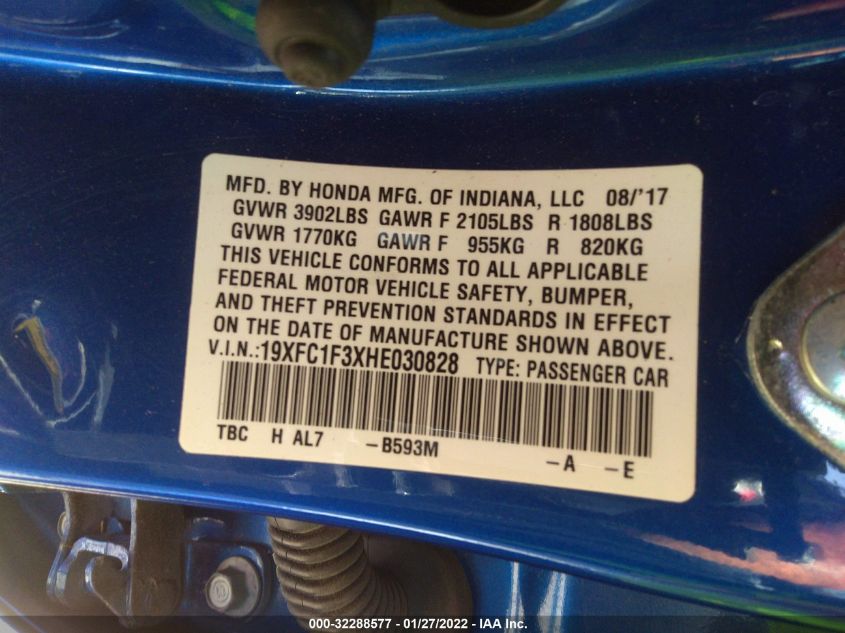 MFD. BY HONDA MFG. OF INDIANA, LLC 08/'17
GVWR 3902LBS GAWR F 2105LBS R 1808LBS
GVWR 1770KG GAWR F 955KG R 820KG
THIS VEHICLE CONFORMS TO ALL APPLICABLE
FEDERAL MOTOR VEHICLE SAFETY, BUMPER,
AND THEFT PREVENTION STANDARDS IN EFFECT
ON THE DATE OF MANUFACTURE SHOWN ABOVE.
V.I.N.:19XFC1F3XHE030828 TYPE: PASSENGER CAR
TBC H AL7 -B593M -A -E
000-32288577 - 01/27/2022 - IAA Inc.